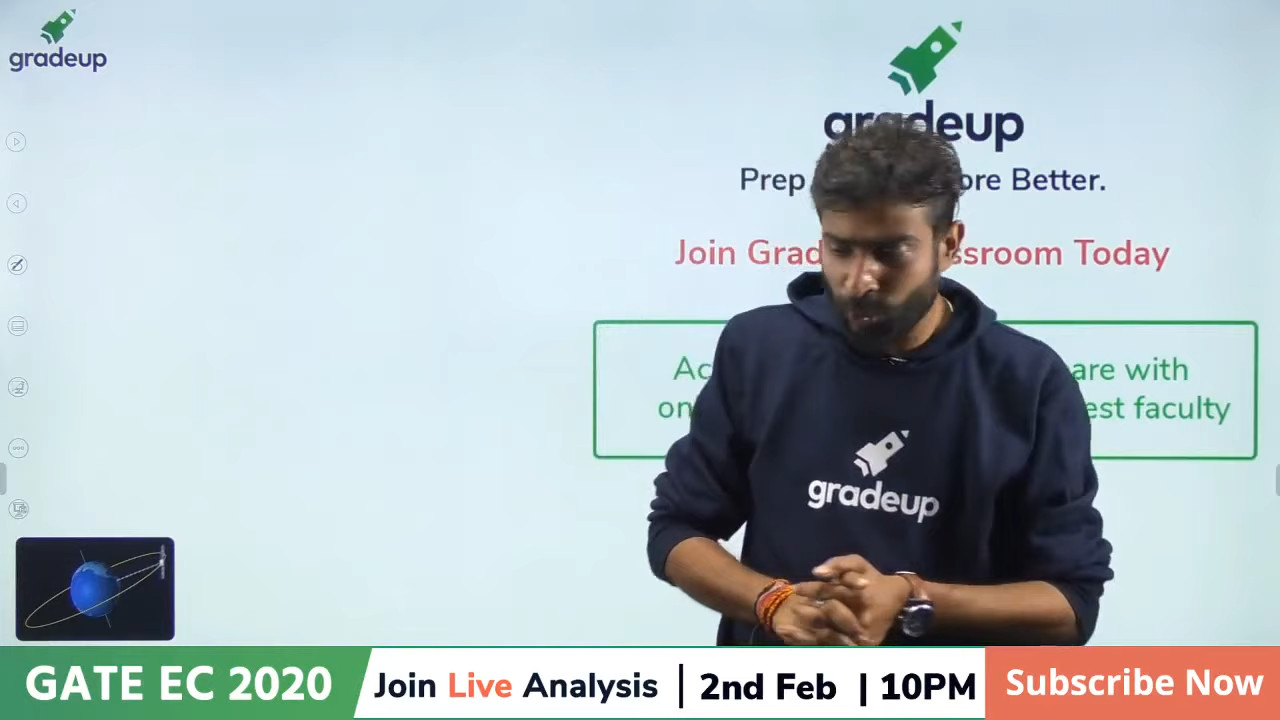 gradeup
gradeup
Prep ore Better.
Join Grad ssroom Today
Ac are with
on est faculty
gradeup
GATE EC 2020 Join Live Analysis | 2nd Feb | 10PM Subscribe Now